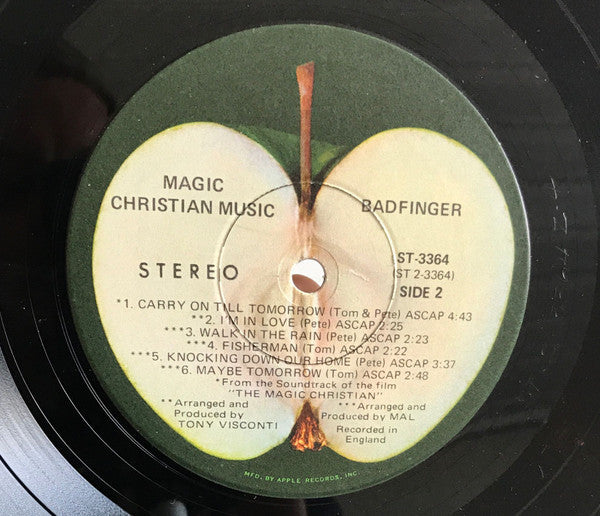 MAGIC
CHRISTIAN MUSIC
BADFINGER
STEREO
ST-3364
(ST 2-3364)
SIDE 2
*1. CARRY ON TILL TOMORROW (Tom & Pete) ASCAP 4:43
**2. I'M IN LOVE (Pete) ASCAP 2:25
***3. WALK IN THE RAIN (Pete) ASCAP 2:23
***4. FISHERMAN (Tom) ASCAP 2:22
***5. KNOCKING DOWN OUR HOME (Pete) ASCAP 3:37
***6. MAYBE TOMORROW (Tom) ASCAP 2:48
*From the Soundtrack of the film
"THE MAGIC CHRISTIAN"
**Arranged and
Produced by
TONY VISCONTI
***Arranged and
Produced by MAL
Recorded in
England
MFD. BY APPLE RECORDS, INC.